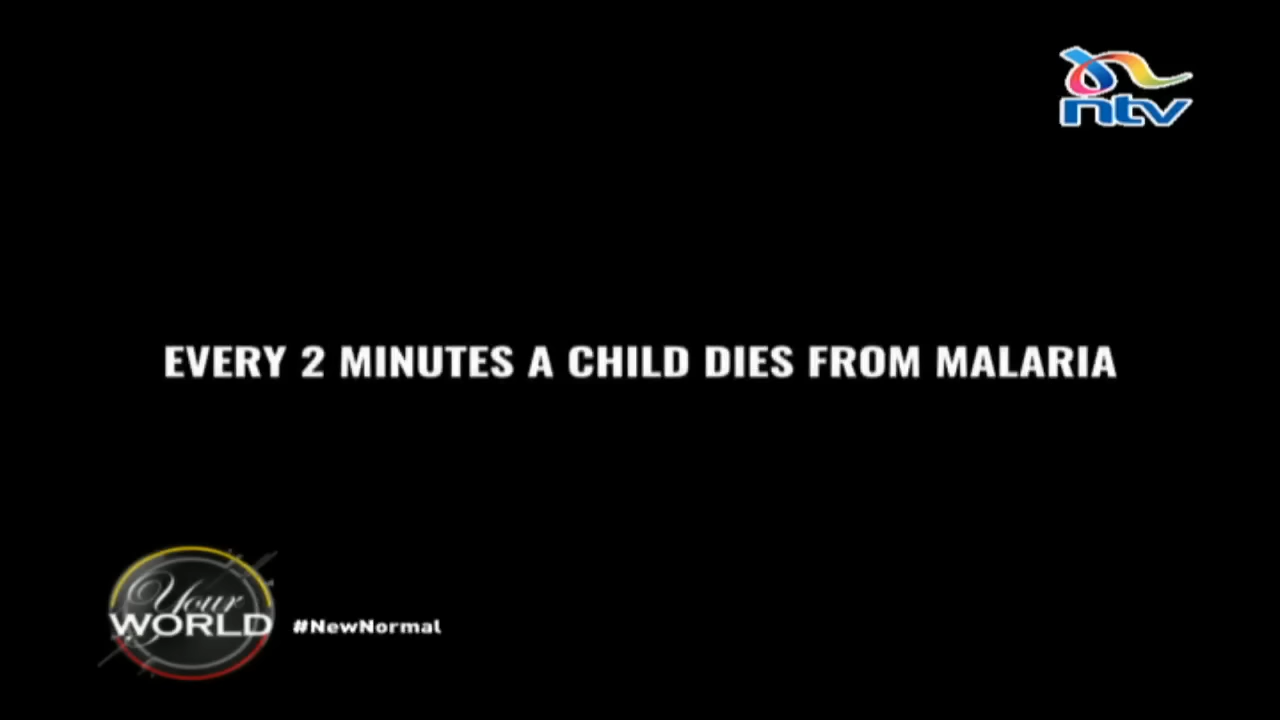 ntv
EVERY 2 MINUTES A CHILD DIES FROM MALARIA
Your
WORLD
#NewNormal